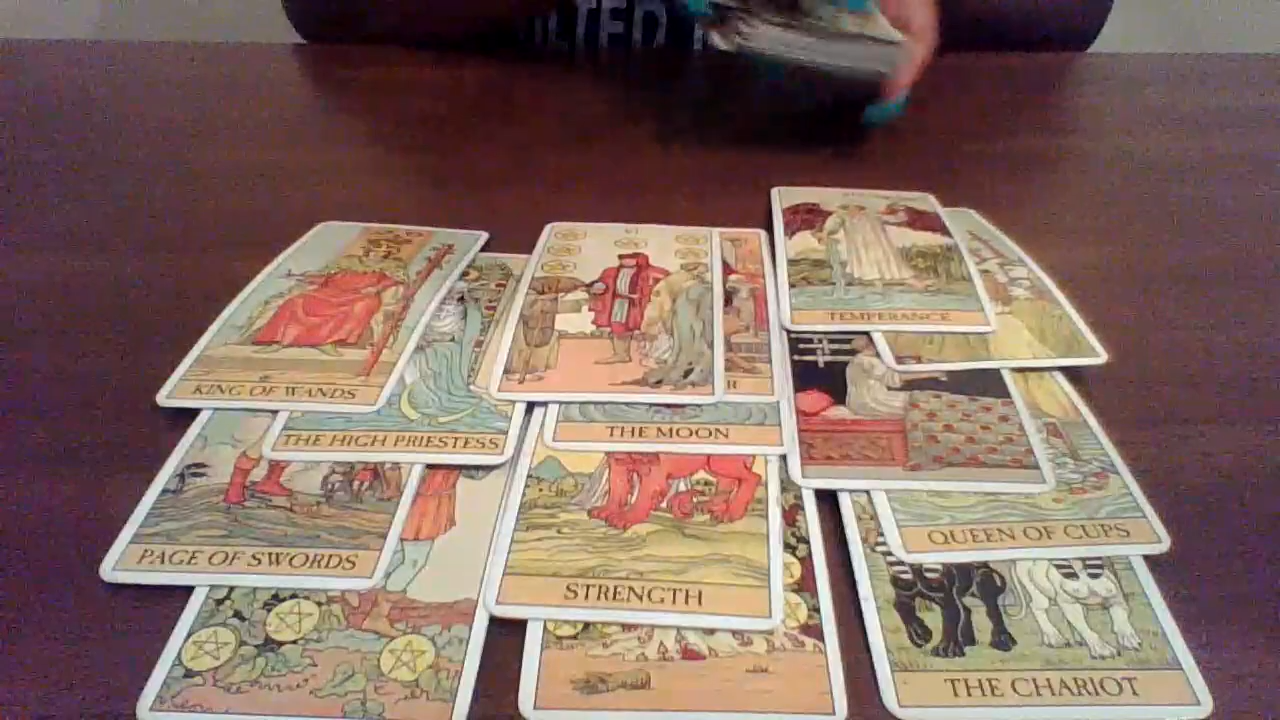 TEMPERANCE
KING OF WANDS
THE HIGH PRIESTESS
THE MOON
QUEEN OF CUPS
PAGE OF SWORDS
STRENGTH
THE CHARIOT